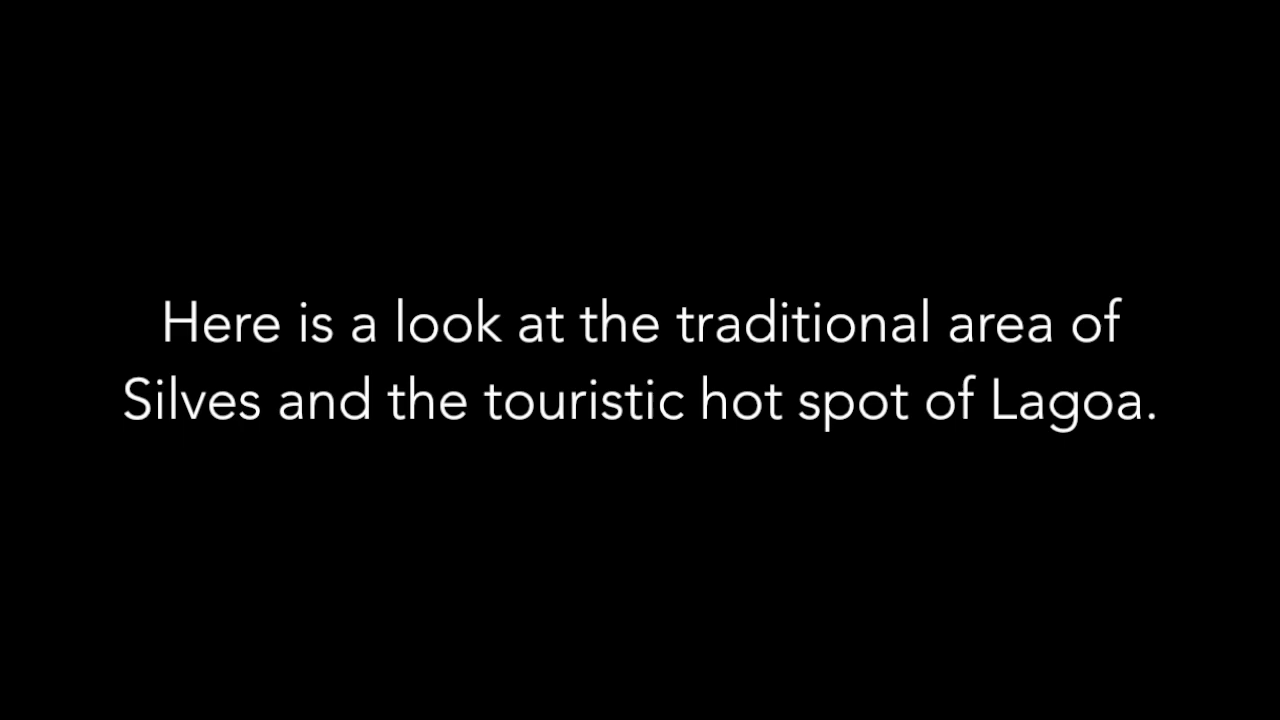 Here is a look at the traditional area of
Silves and the touristic hot spot of Lagoa.